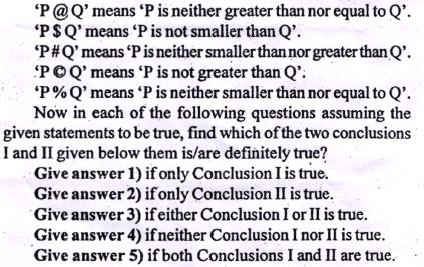 'P @ Q' means 'P is neither greater than nor equal to Q'.
'P $ Q' means 'P is not smaller than Q'.
'P # Q' means 'P is neither smaller than nor greater than Q'.
'P © Q' means 'P is not greater than Q'.
'P % Q' means 'P is neither smaller than nor equal to Q'.
Now in each of the following questions assuming the
given statements to be true, find which of the two conclusions
I and II given below them is/are definitely true?
Give answer 1) if only Conclusion I is true.
Give answer 2) if only Conclusion II is true.
Give answer 3) if either Conclusion I or II is true.
Give answer 4) if neither Conclusion I nor II is true.
Give answer 5) if both Conclusions I and II are true.